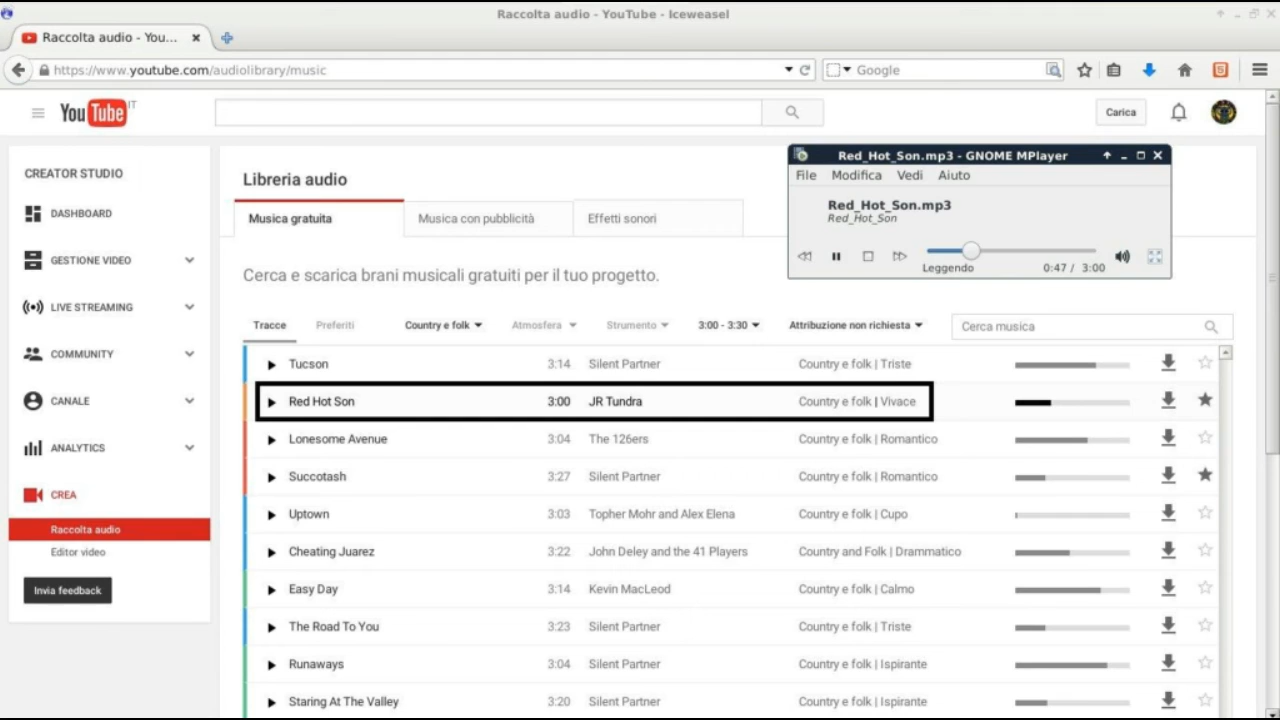 Raccolta audio - YouTube - Iceweasel
Raccolta audio - You...
https://www.youtube.com/audiolibrary/music
Google
YouTube IT
Carica
Red_Hot_Son.mp3 - GNOME MPlayer
File Modifica Vedi Aiuto
Red_Hot_Son.mp3
Red_Hot_Son
Leggendo 0:47 / 3:00
CREATOR STUDIO
DASHBOARD
GESTIONE VIDEO
LIVE STREAMING
COMMUNITY
CANALE
ANALYTICS
CREA
Raccolta audio
Editor video
Invia feedback
Libreria audio
Musica gratuita Musica con pubblicità Effetti sonori
Cerca e scarica brani musicali gratuiti per il tuo progetto.
Tracce Preferiti Country e folk Atmosfera Strumento 3:00 - 3:30 Attribuzione non richiesta Cerca musica
Tucson 3:14 Silent Partner Country e folk | Triste
Red Hot Son 3:00 JR Tundra Country e folk | Vivace
Lonesome Avenue 3:04 The 126ers Country e folk | Romantico
Succotash 3:27 Silent Partner Country e folk | Romantico
Uptown 3:03 Topher Mohr and Alex Elena Country e folk | Cupo
Cheating Juarez 3:22 John Deley and the 41 Players Country and Folk | Drammatico
Easy Day 3:14 Kevin MacLeod Country e folk | Calmo
The Road To You 3:23 Silent Partner Country e folk | Triste
Runaways 3:04 Silent Partner Country e folk | Ispirante
Staring At The Valley 3:20 Silent Partner Country e folk | Ispirante